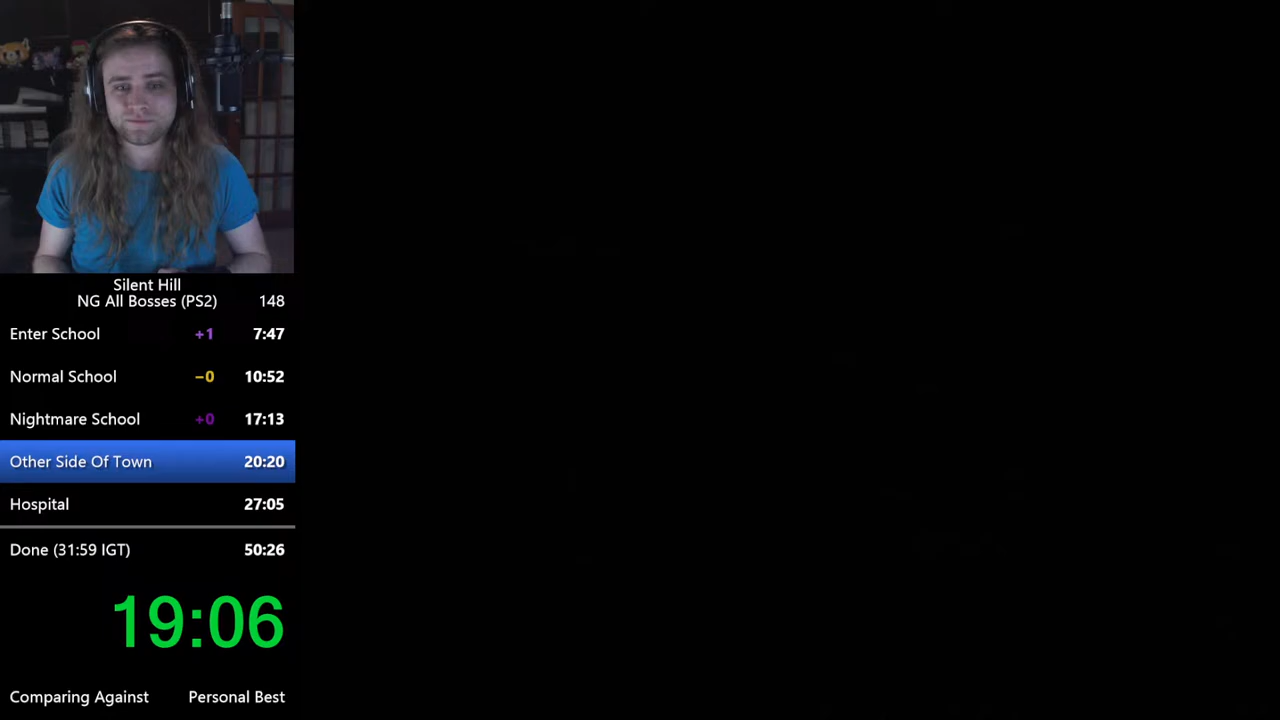 Silent Hill
NG All Bosses (PS2) 148
Enter School +1 7:47
Normal School −0 10:52
Nightmare School +0 17:13
Other Side Of Town 20:20
Hospital 27:05
Done (31:59 IGT) 50:26
19:06
Comparing Against Personal Best